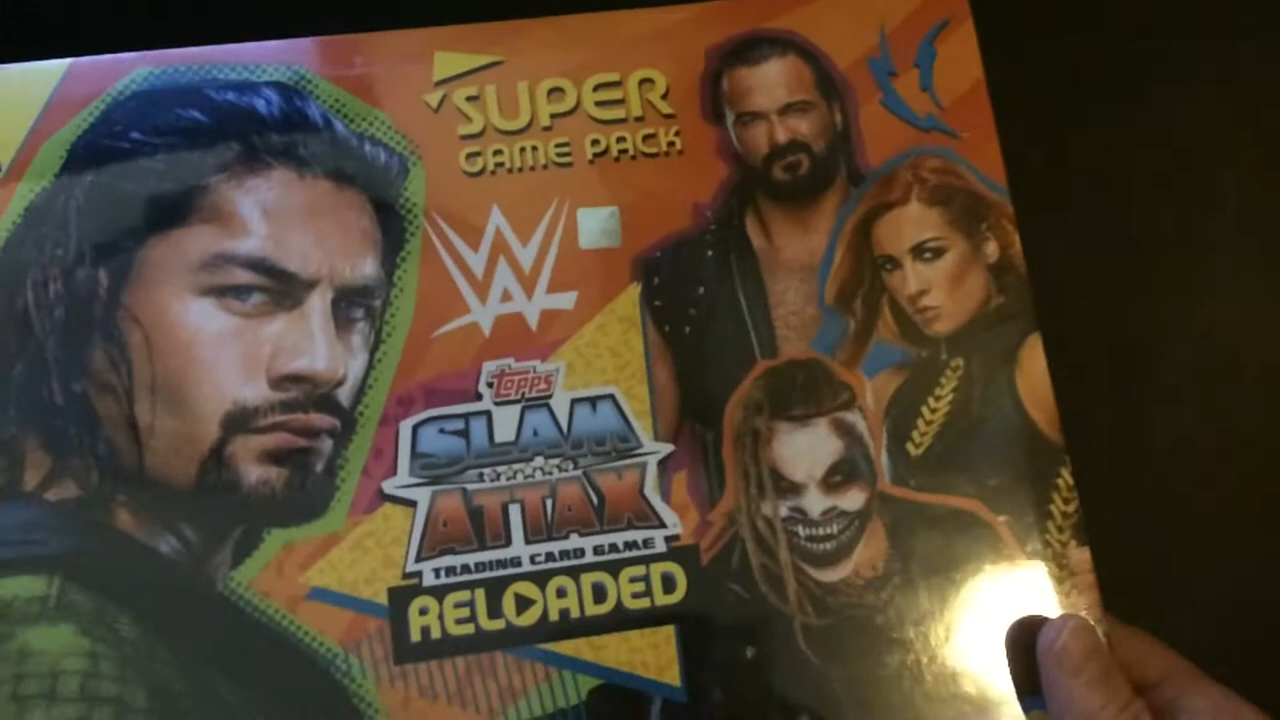 SUPER
GAME PACK
W
Topps
SLAM
ATTAX
TRADING CARD GAME
RELOADED